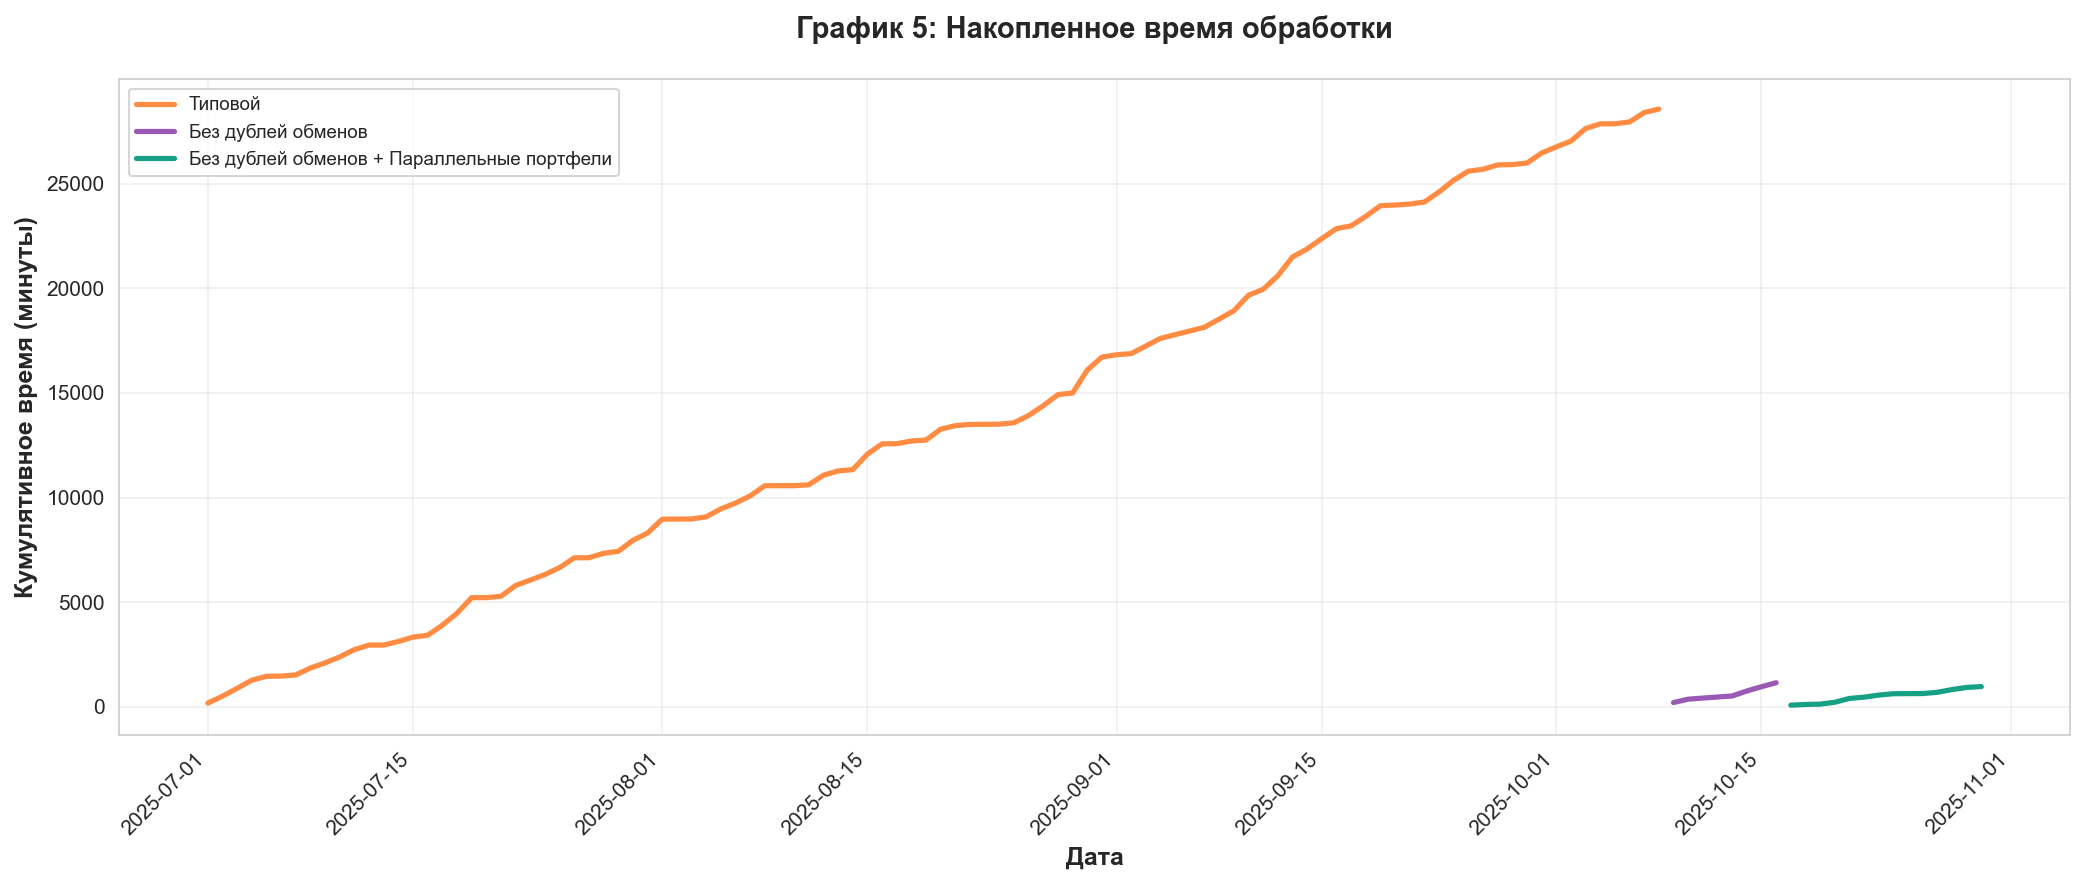 График 5: Накопленное время обработки
Типовой
Без дублей обменов
Без дублей обменов + Параллельные портфели
Кумулятивное время (минуты)
25000
20000
15000
10000
5000
0
2025-07-01
2025-07-15
2025-08-01
2025-08-15
2025-09-01
2025-09-15
2025-10-01
2025-10-15
2025-11-01
Дата